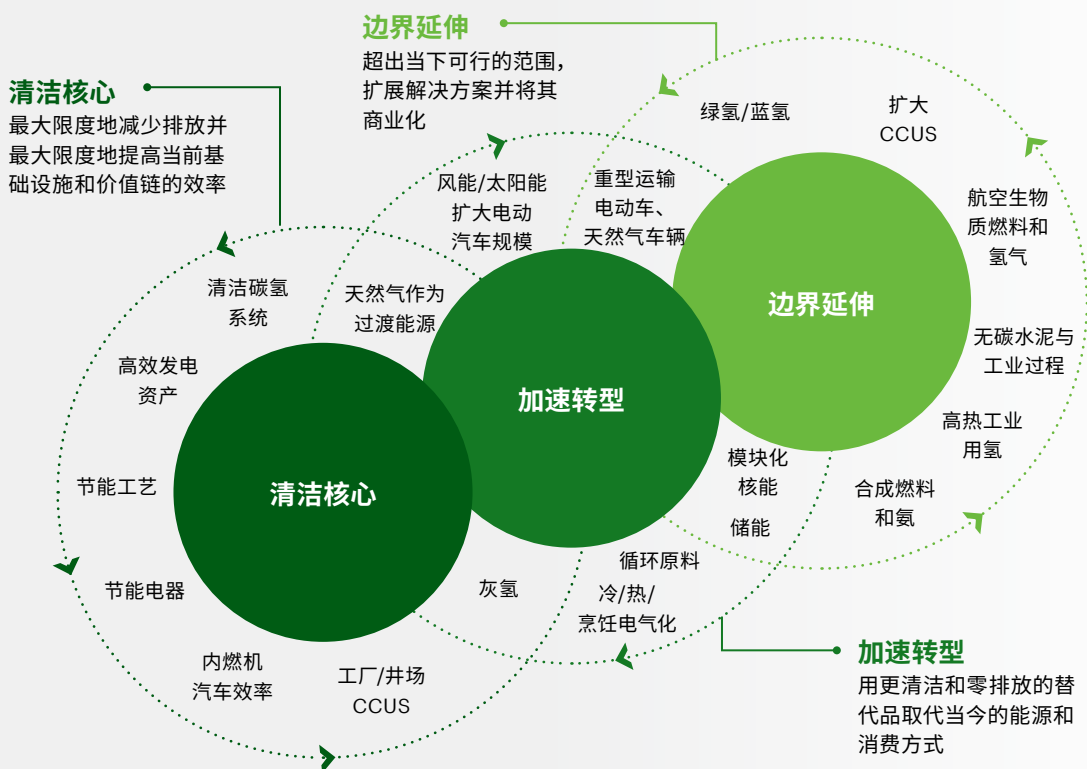 边界延伸
超出当下可行的范围，
扩展解决方案并将其
商业化
清洁核心
最大限度地减少排放并
最大限度地提高当前基
础设施和价值链的效率
绿氢/蓝氢
扩大
CCUS
航空生物
质燃料和
氢气
无碳水泥与
工业过程
高热工业
用氢
合成燃料
和氨
风能/太阳能
扩大电动
汽车规模
重型运输
电动车、
天然气车辆
天然气作为
过渡能源
清洁碳氢
系统
高效发电
资产
节能工艺
节能电器
内燃机
汽车效率
工厂/井场
CCUS
灰氢
边界延伸
加速转型
清洁核心
模块化
核能
储能
循环原料
冷/热/
烹饪电气化
加速转型
用更清洁和零排放的替
代品取代当今的能源和
消费方式